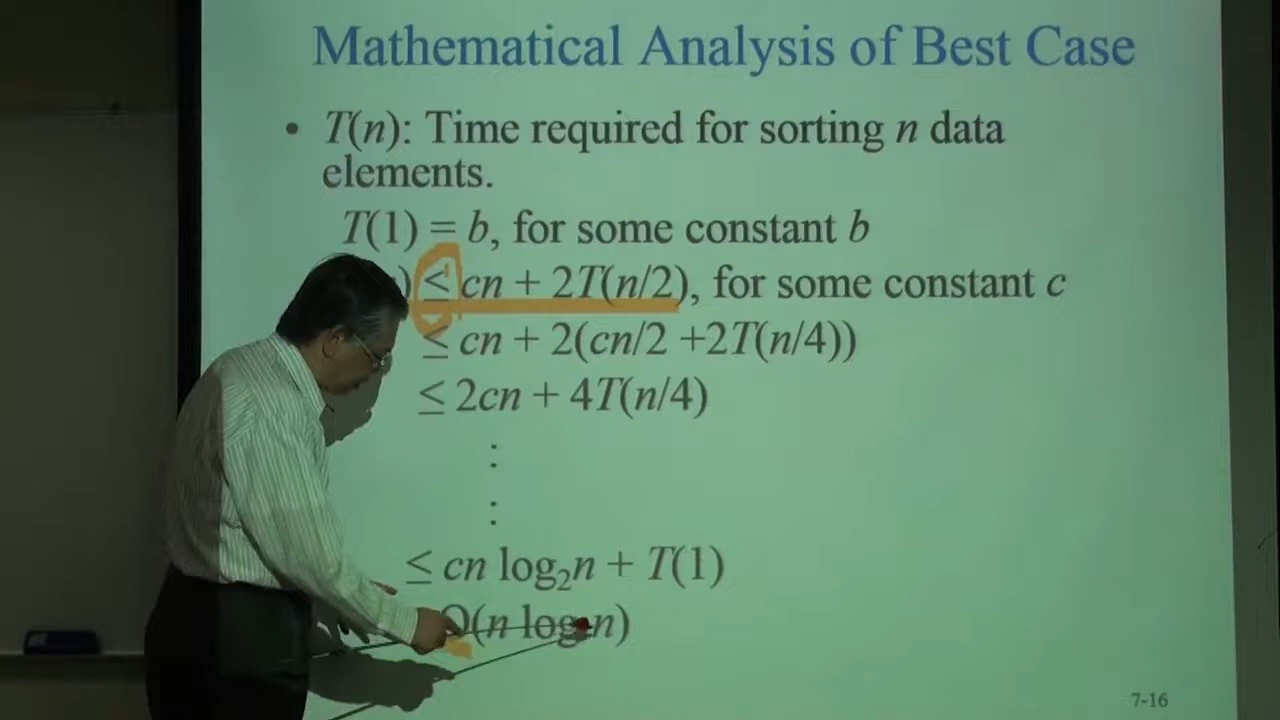 Mathematical Analysis of Best Case
• T(n): Time required for sorting n data
elements.
T(1) = b, for some constant b
) ≤ cn + 2T(n/2), for some constant c
≤ cn + 2(cn/2 +2T(n/4))
≤ 2cn + 4T(n/4)
:
:
≤ cn log₂n + T(1)
O(n log₂n)
7-16